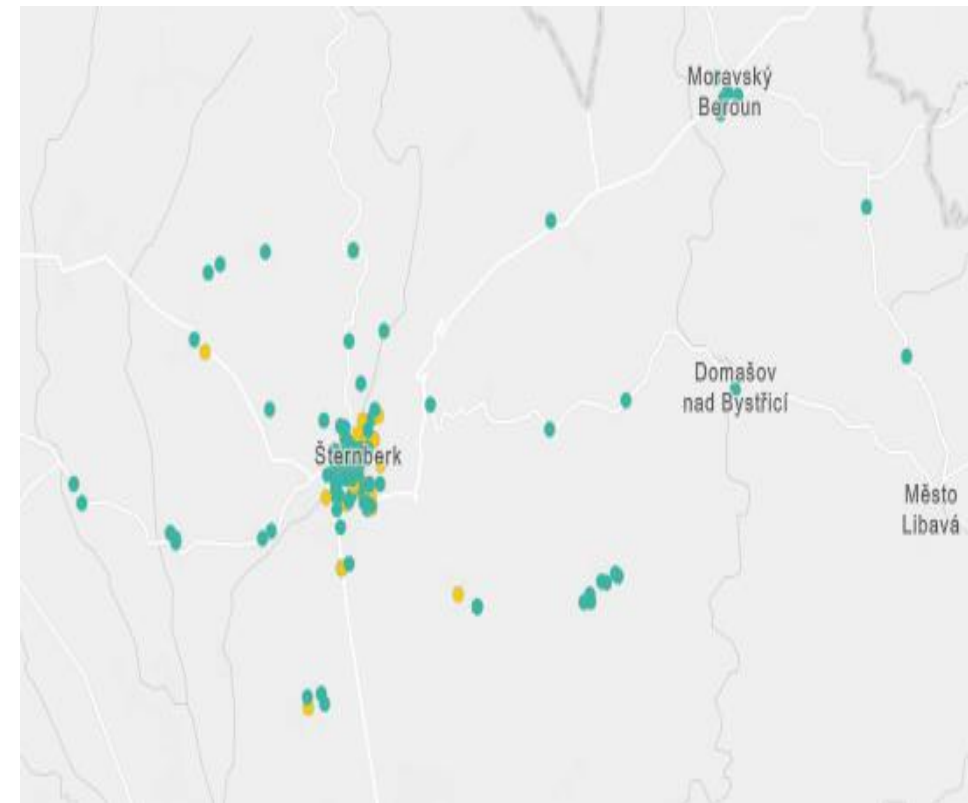 Moravský
Beroun
Domašov
nad Bystřicí
Šternberk
Město
Libavá